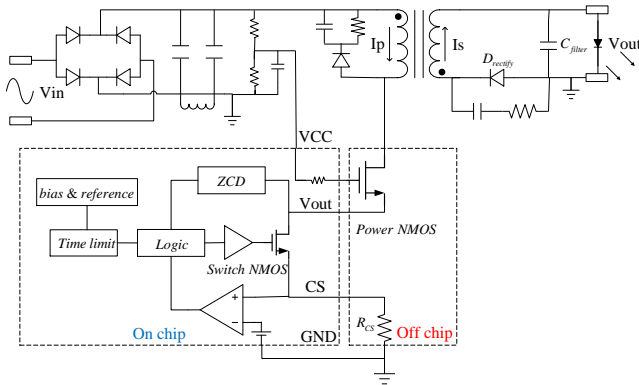 Vin
Ip
Is
D_rectify
C_filter
Vout
VCC
ZCD
bias & reference
Vout
Power NMOS
Time limit
Logic
Switch NMOS
CS
+
−
R_CS
On chip
GND
Off chip